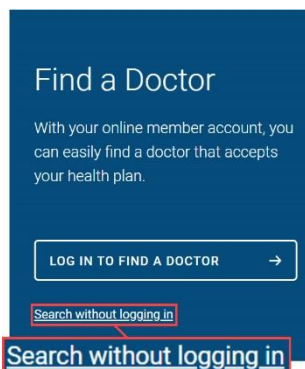 Find a Doctor
With your online member account, you
can easily find a doctor that accepts
your health plan.
LOG IN TO FIND A DOCTOR →
Search without logging in
Search without logging in